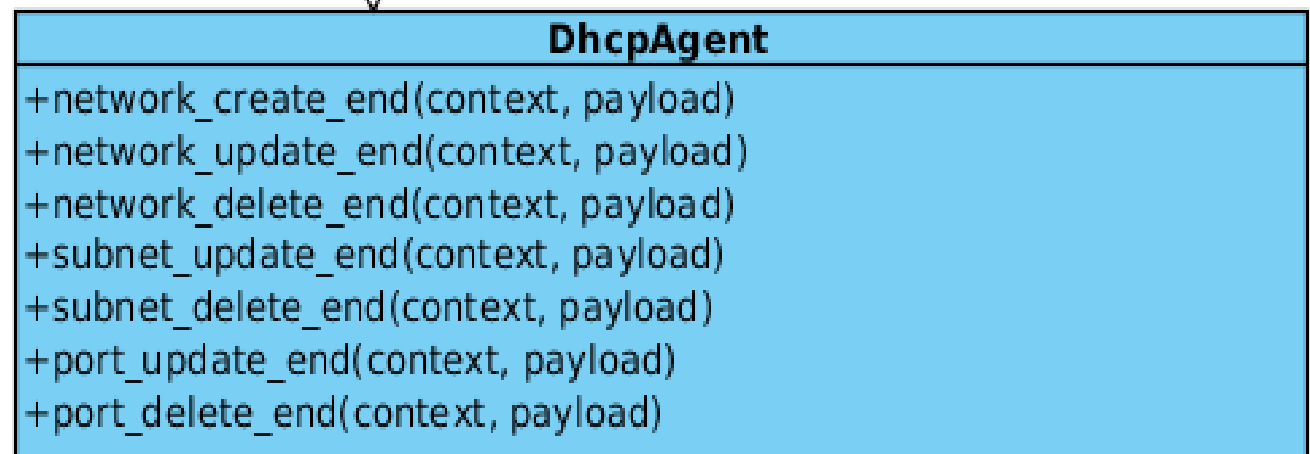 DhcpAgent
+network_create_end(context, payload)
+network_update_end(context, payload)
+network_delete_end(context, payload)
+subnet_update_end(context, payload)
+subnet_delete_end(context, payload)
+port_update_end(context, payload)
+port_delete_end(context, payload)